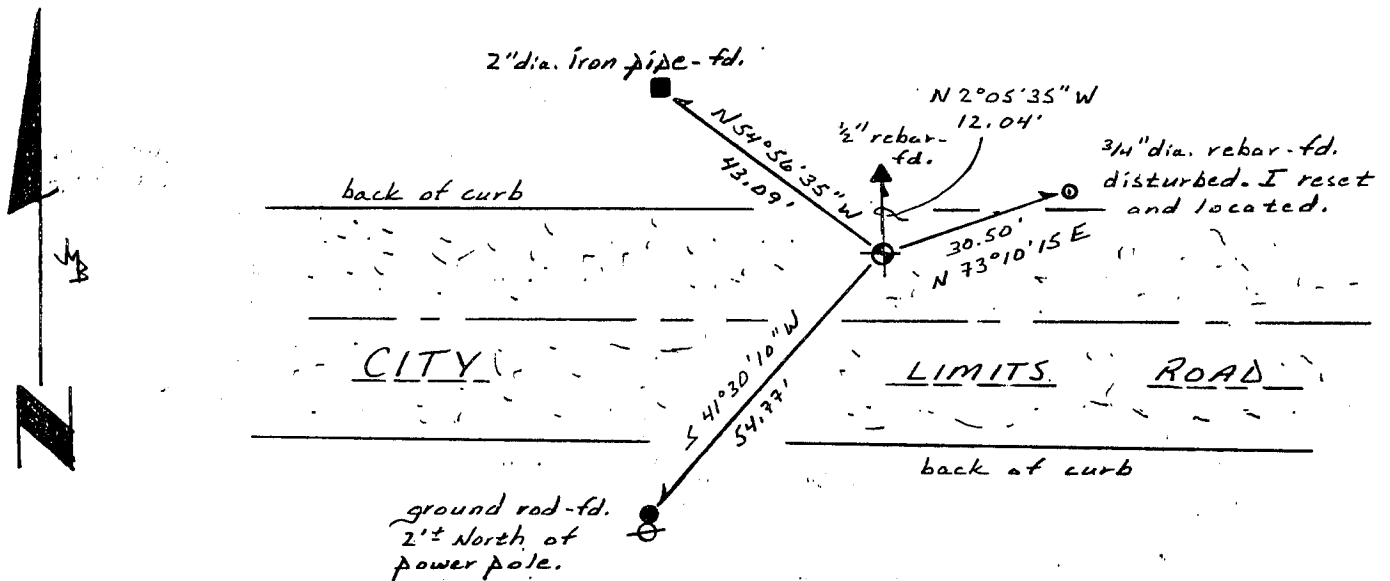 2" dia. iron pipe-fd.
N 2°05'35" W
12.04'
1/2" rebar-
fd.
3/4" dia. rebar-fd.
disturbed. I reset
and located.
N 54°56'35" W
43.09'
back of curb
30.50'
N 73°10'15 E
MB
CITY LIMITS ROAD
S 41°30'10" W
54.77'
back of curb
ground rod-fd.
2'± North of
power pole.
N